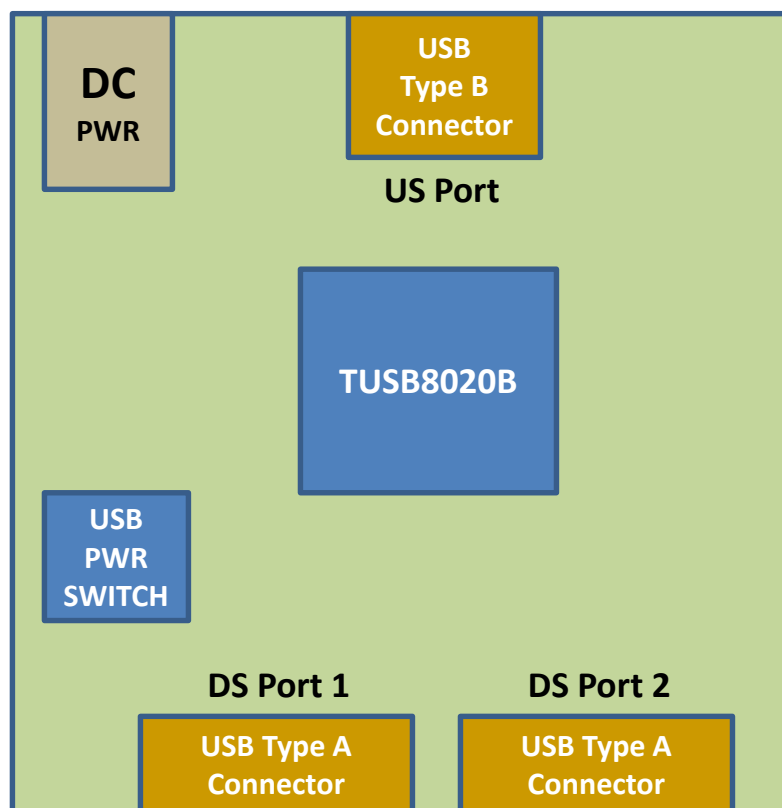 DC
PWR
USB
Type B
Connector
US Port
TUSB8020B
USB
PWR
SWITCH
DS Port 1
DS Port 2
USB Type A
Connector
USB Type A
Connector